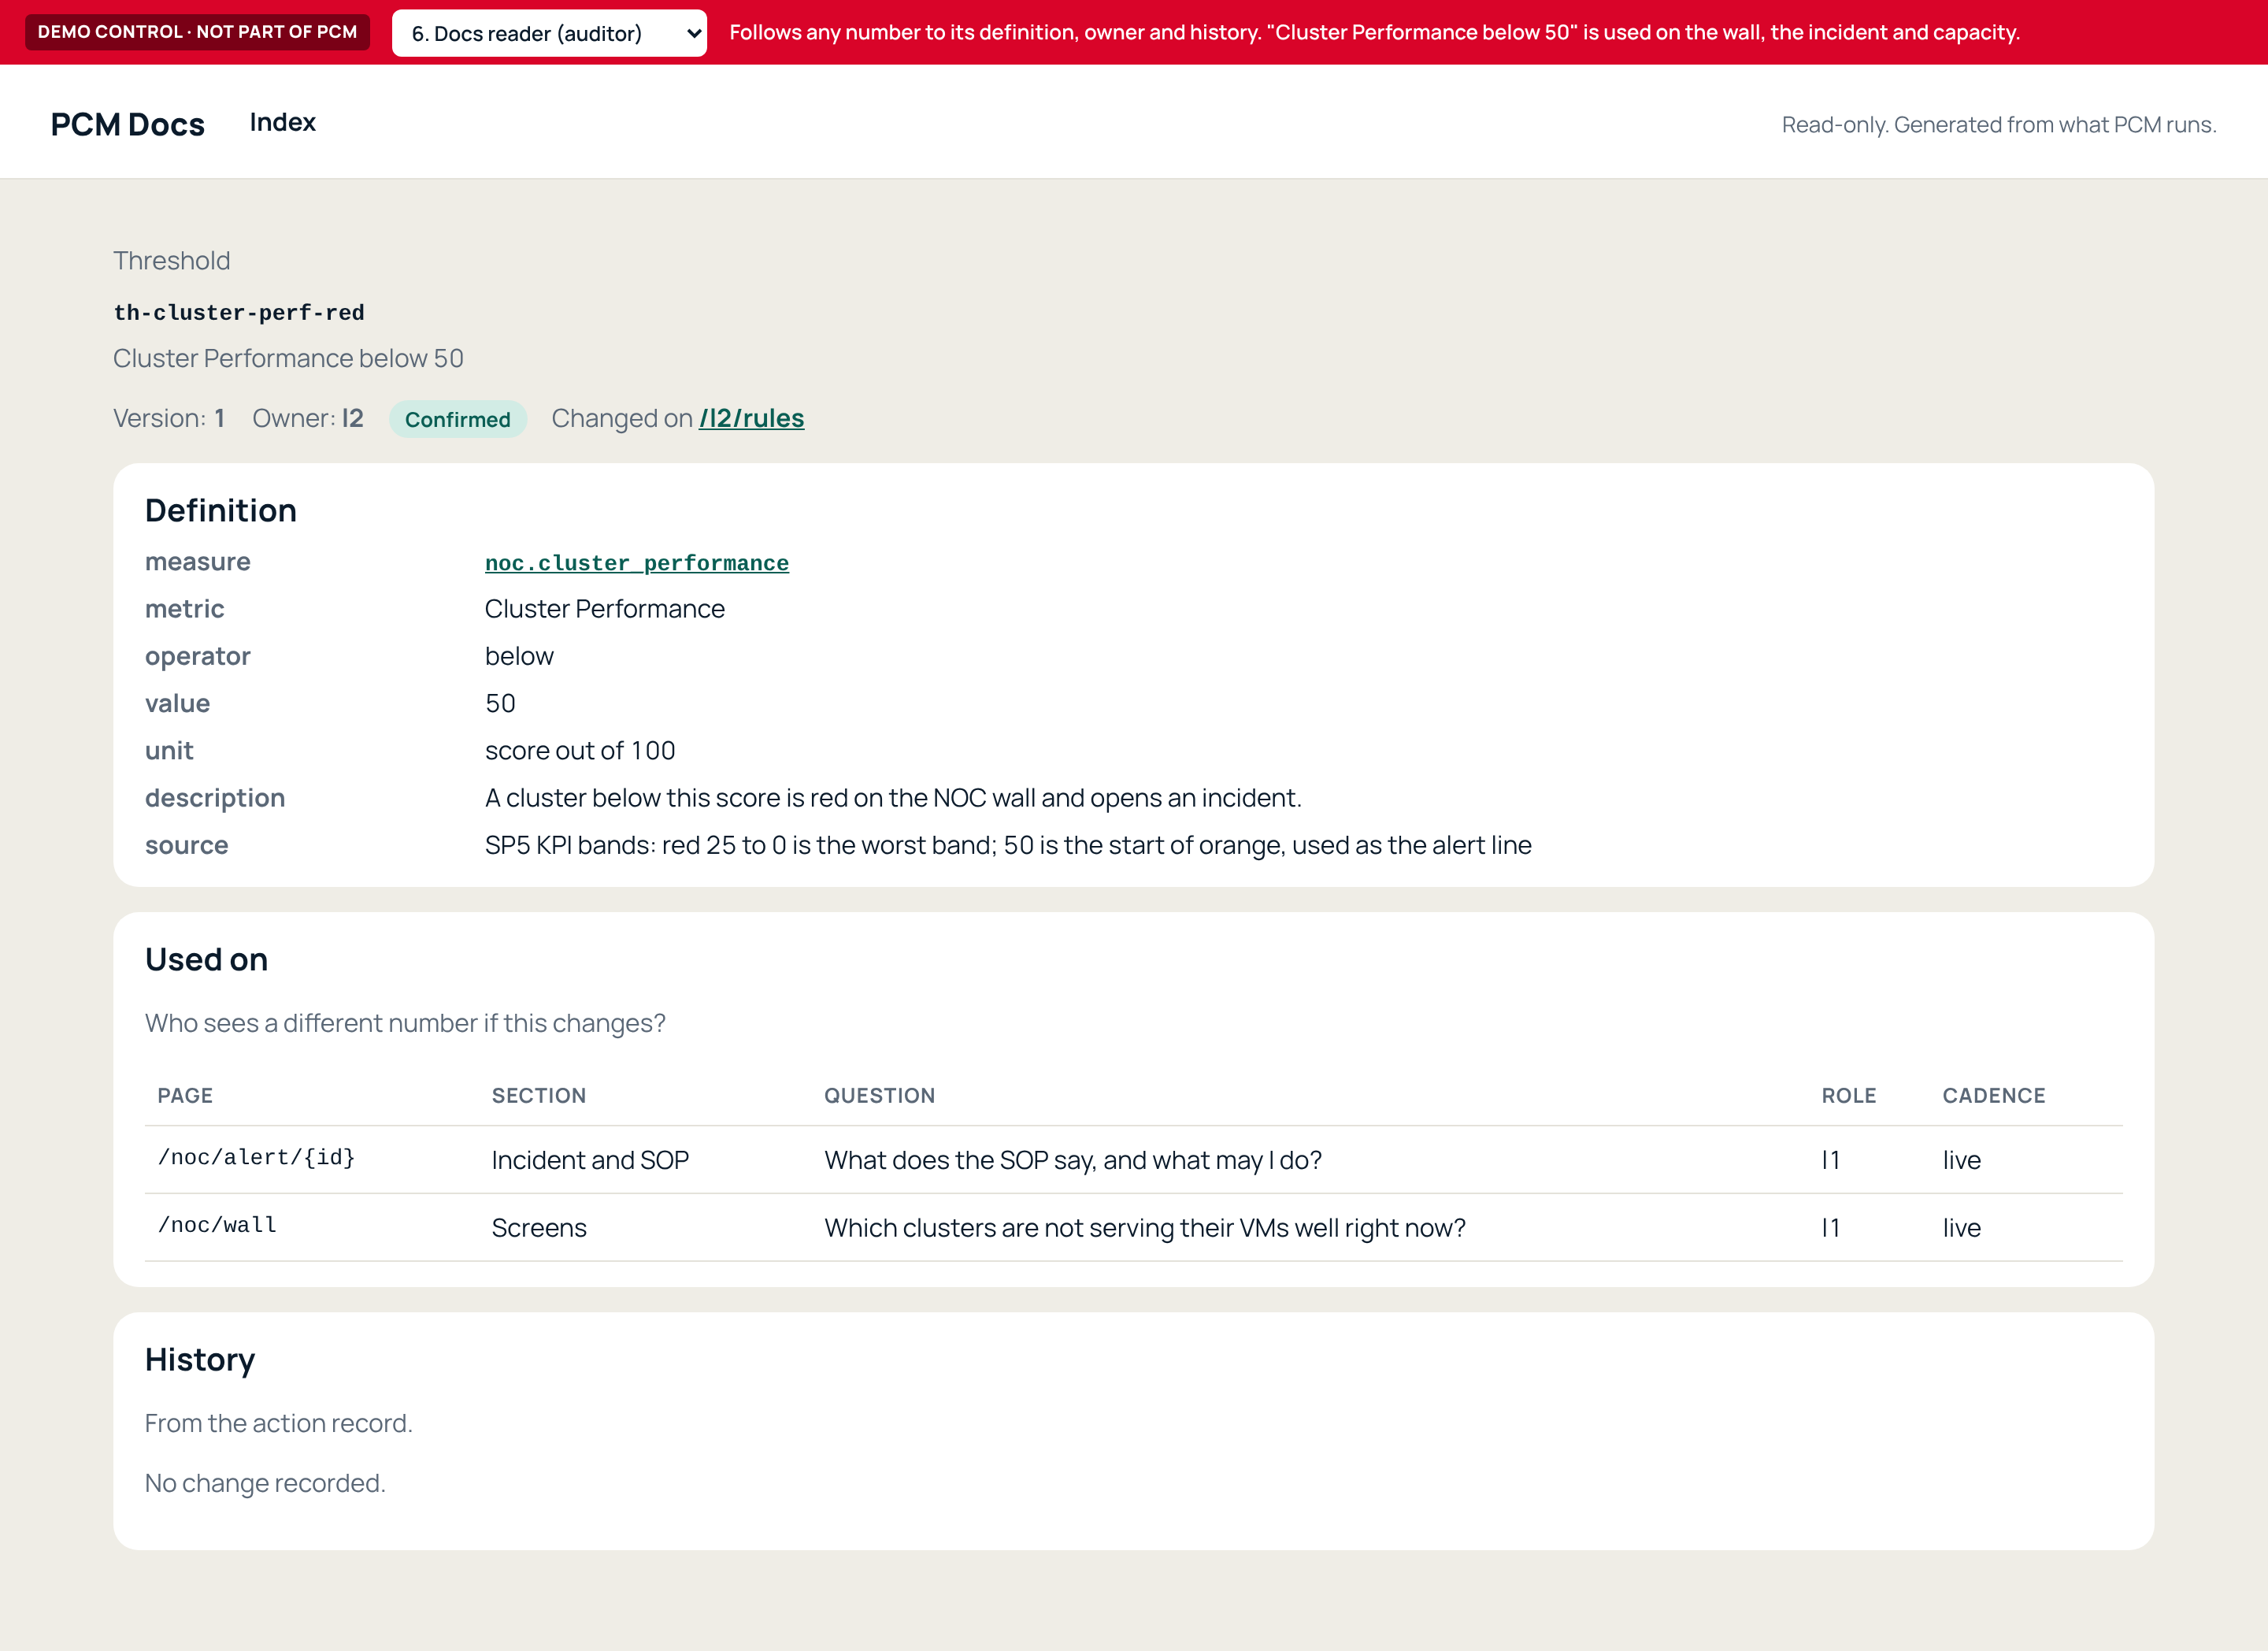 DEMO CONTROL · NOT PART OF PCM
6. Docs reader (auditor)
Follows any number to its definition, owner and history. "Cluster Performance below 50" is used on the wall, the incident and capacity.
PCM Docs
Index
Read-only. Generated from what PCM runs.
Threshold
th-cluster-perf-red
Cluster Performance below 50
Version: 1 Owner: l2 Confirmed Changed on /l2/rules
Definition
measure noc.cluster_performance
metric Cluster Performance
operator below
value 50
unit score out of 100
description A cluster below this score is red on the NOC wall and opens an incident.
source SP5 KPI bands: red 25 to 0 is the worst band; 50 is the start of orange, used as the alert line
Used on
Who sees a different number if this changes?
PAGE SECTION QUESTION ROLE CADENCE
/noc/alert/{id} Incident and SOP What does the SOP say, and what may I do? l1 live
/noc/wall Screens Which clusters are not serving their VMs well right now? l1 live
History
From the action record.
No change recorded.